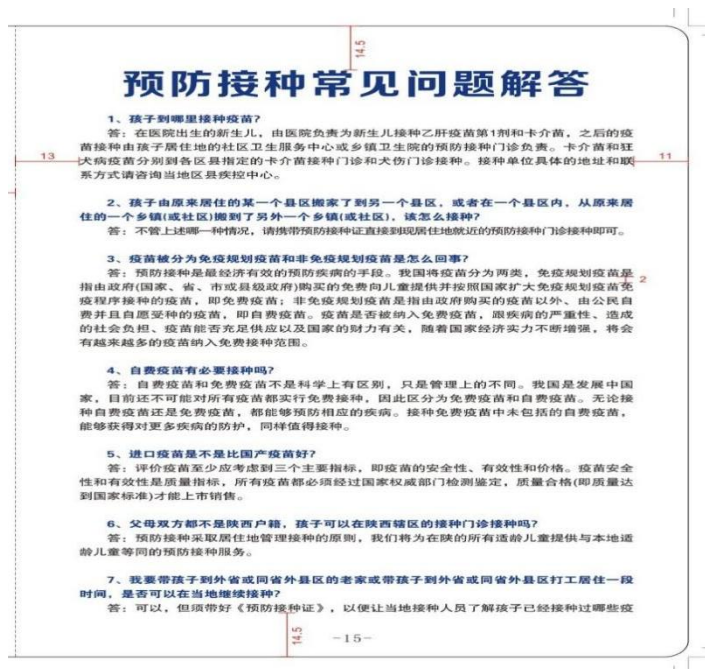 14.5
预防接种常见问题解答
1、孩子到哪里接种疫苗?
答：在医院出生的新生儿，由医院负责为新生儿接种乙肝疫苗第1剂和卡介苗，之后的疫
苗接种由孩子居住地的社区卫生服务中心或乡镇卫生院的预防接种门诊负责。卡介苗和狂
犬病疫苗分别到各区县指定的卡介苗接种门诊和犬伤门诊接种。接种单位具体的地址和联
系方式请咨询当地区县疾控中心。
13
11
2、孩子由原来居住的某一个县区搬家了到另一个县区，或者在一个县区内，从原来居
住的一个乡镇(或社区)搬到了另外一个乡镇(或社区)，该怎么接种?
答：不管上述哪一种情况，请携带预防接种证直接到现居住地就近的预防接种门诊接种即可。
3、疫苗被分为免疫规划疫苗和非免疫规划疫苗是怎么回事?
答：预防接种是最经济有效的预防疾病的手段。我国将疫苗分为两类，免疫规划疫苗是
指由政府(国家、省、市或县级政府)购买的免费向儿童提供并按照国家扩大免疫规划疫苗免
疫程序接种的疫苗，即免费疫苗；非免疫规划疫苗是指由政府购买的疫苗以外、由公民自
费并且自愿受种的疫苗，即自费疫苗。疫苗是否被纳入免费疫苗，跟疾病的严重性、造成
的社会负担、疫苗能否充足供应以及国家的财力有关，随着国家经济实力不断增强，将会
有越来越多的疫苗纳入免费接种范围。
2
4、自费疫苗有必要接种吗?
答：自费疫苗和免费疫苗不是科学上有区别，只是管理上的不同。我国是发展中国
家，目前还不可能对所有疫苗都实行免费接种，因此区分为免费疫苗和自费疫苗。无论接
种自费疫苗还是免费疫苗，都能够预防相应的疾病。接种免费疫苗中未包括的自费疫苗，
能够获得对更多疾病的防护，同样值得接种。
5、进口疫苗是不是比国产疫苗好?
答：评价疫苗至少应考虑到三个主要指标，即疫苗的安全性、有效性和价格。疫苗安全
性和有效性是质量指标，所有疫苗都必须经过国家权威部门检测鉴定，质量合格(即质量达
到国家标准)才能上市销售。
6、父母双方都不是陕西户籍，孩子可以在陕西辖区的接种门诊接种吗?
答：预防接种采取居住地管理接种的原则，我们将为在陕的所有适龄儿童提供与本地适
龄儿童等同的预防接种服务。
7、我要带孩子到外省或同省外县区的老家或带孩子到外省或同省外县区打工居住一段
时间，是否可以在当地继续接种?
答：可以，但须带好《预防接种证》，以便让当地接种人员了解孩子已经接种过哪些疫
14.5
-15-